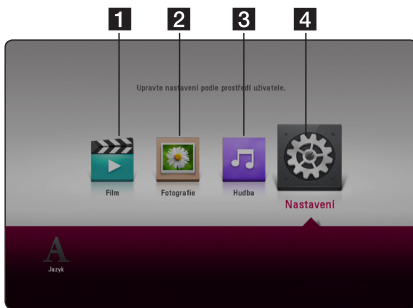 1 2 3 4
Upravte nastavení podle prostředí uživatele.
Film Fotografie Hudba Nastavení
A
Jazyk